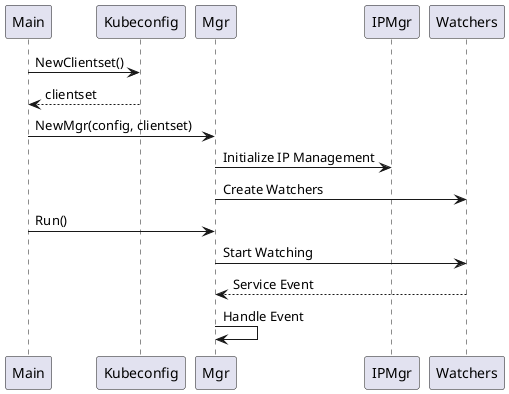 Main Kubeconfig Mgr IPMgr Watchers
NewClientset()
clientset
NewMgr(config, clientset)
Initialize IP Management
Create Watchers
Run()
Start Watching
Service Event
Handle Event
Main Kubeconfig Mgr IPMgr Watchers